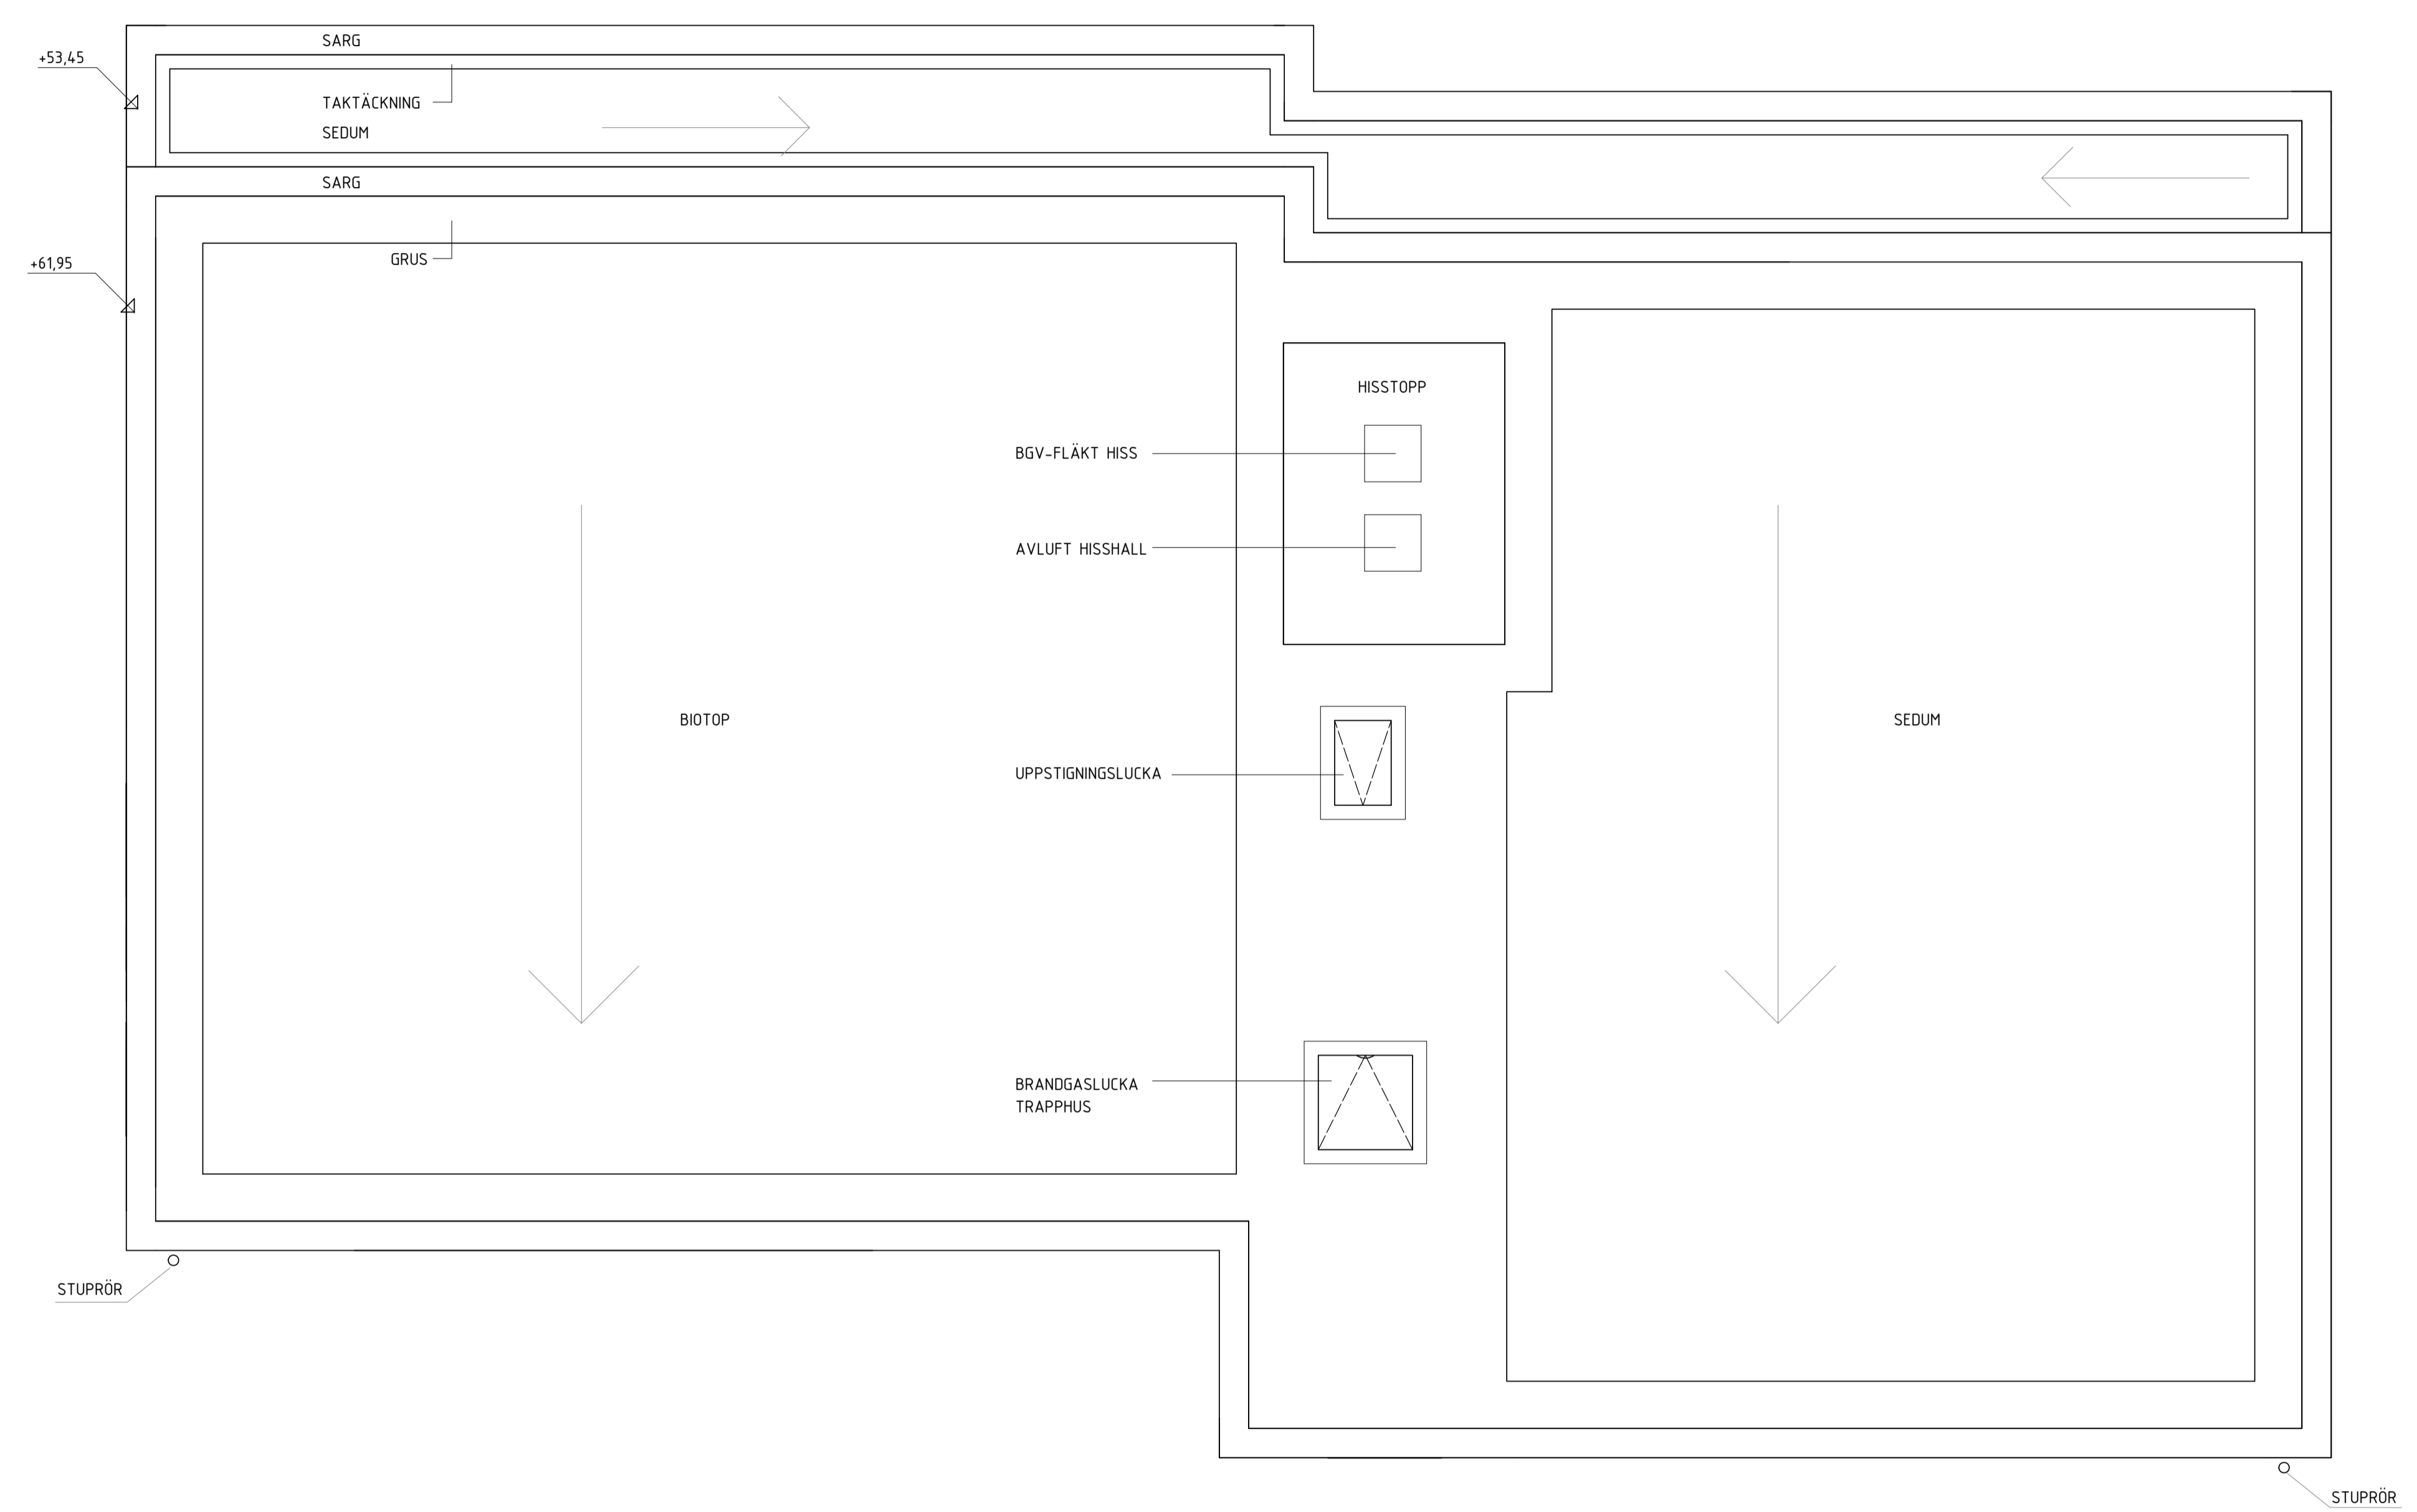 SARG
+53,45
TAKTÄCKNING
SEDUM
SARG
GRUS
+61,95
HISSTOPP
BGV-FLÄKT HISS
AVLUFT HISSHALL
BIOTOP
SEDUM
UPPSTIGNINGSLUCKA
BRANDGASLUCKA
TRAPPHUS
STUPRÖR
STUPRÖR